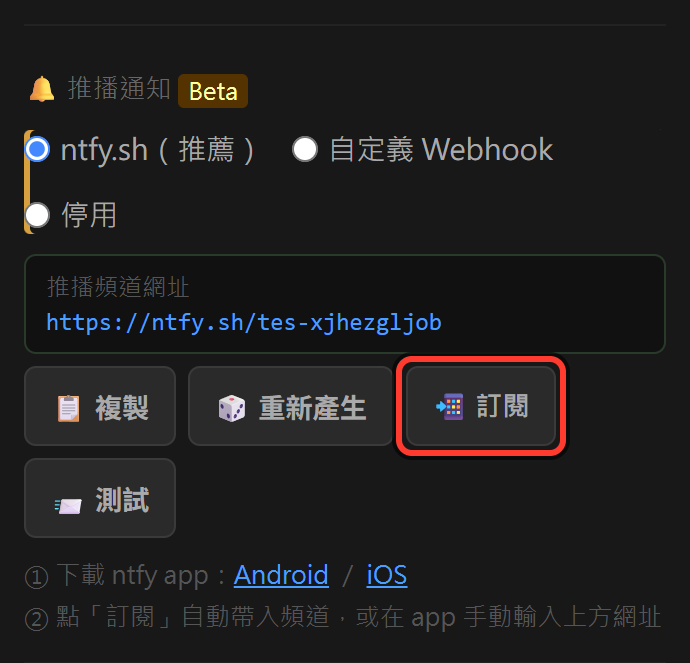 推播通知 Beta
ntfy.sh（推薦） 自定義 Webhook
停用
推播頻道網址
https://ntfy.sh/tes-xjhezgljob
複製 重新產生 訂閱
測試
① 下載 ntfy app：Android / iOS
② 點「訂閱」自動帶入頻道，或在 app 手動輸入上方網址